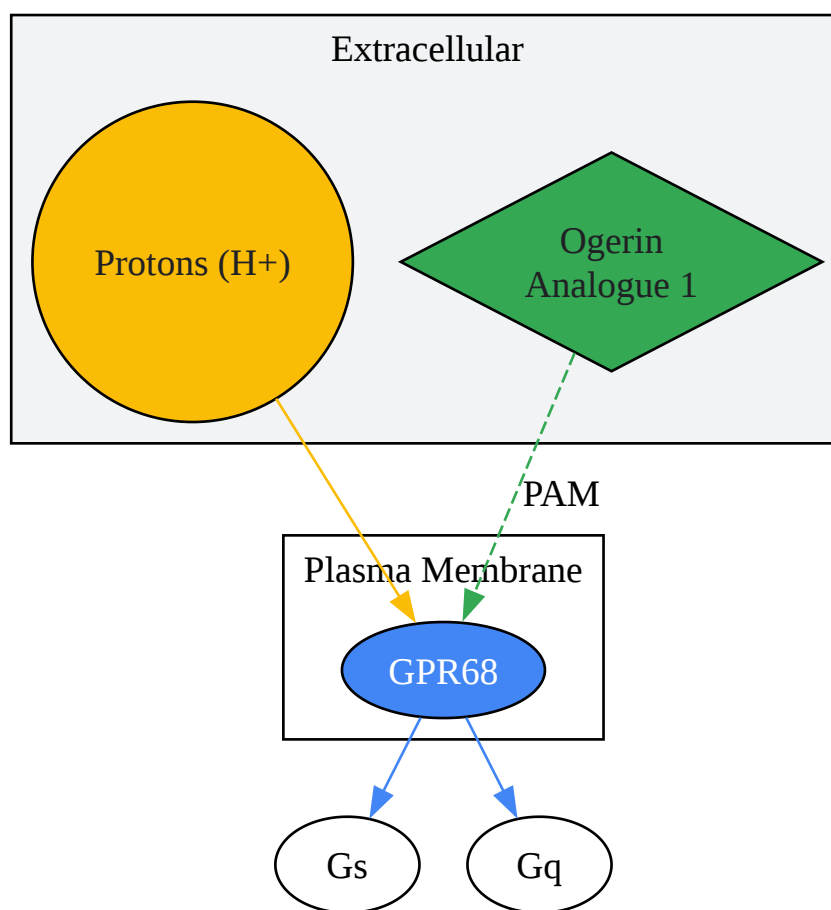 Extracellular
Protons (H+)
Ogerin
Analogue 1
PAM
Plasma Membrane
GPR68
Gs
Gq